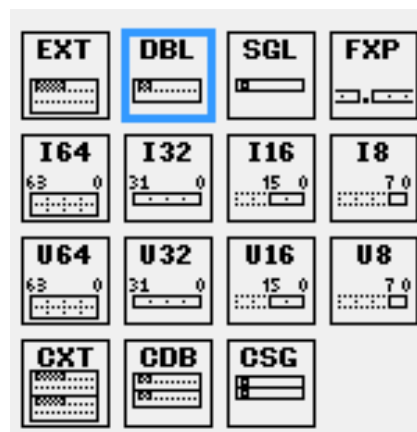 EXT DBL SGL FXP
I64 I32 I16 I8
63 0 31 0 15 0 7 0
U64 U32 U16 U8
63 0 31 0 15 0 7 0
CXT CDB CSG